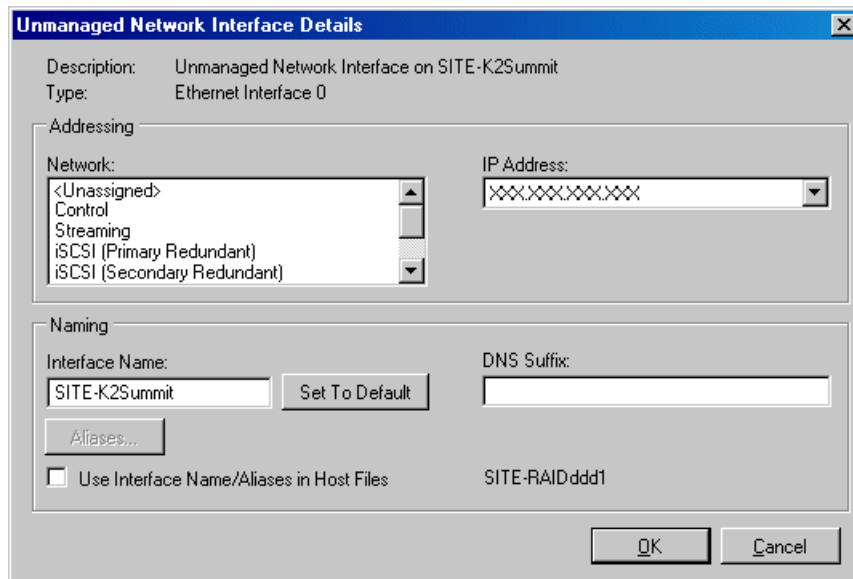 Unmanaged Network Interface Details
Description: Unmanaged Network Interface on SITE-K2Summit
Type: Ethernet Interface 0
Addressing
Network:
IP Address:
<Unassigned>
Control
Streaming
iSCSI (Primary Redundant)
iSCSI (Secondary Redundant)
XXX.XXX.XXX.XXX
Naming
Interface Name:
DNS Suffix:
SITE-K2Summit
Set To Default
Aliases...
Use Interface Name/Aliases in Host Files
SITE-RAIDddd1
OK
Cancel